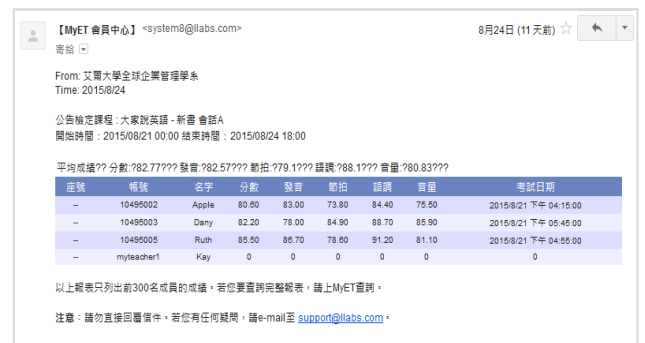 【MyET 會員中心】 <system8@llabs.com> 8月24日 (11 天前)
寄給
From: 艾爾大學全球企業管理學系
Time: 2015/8/24
公告檢定課程 : 大家說英語 - 新書 會話A
開始時間 : 2015/08/21 00:00 結束時間 : 2015/08/24 18:00
平均成績?? 分數:?82.77??? 發音:?82.57??? 節拍:?79.1??? 語調:?88.1??? 音量:?80.83???
座號 帳號 名字 分數 發音 節拍 語調 音量 考試日期
-- 10495002 Apple 80.60 83.00 73.80 84.40 75.50 2015/8/21 下午 04:15:00
-- 10495003 Dany 82.20 78.00 84.90 88.70 85.90 2015/8/21 下午 05:45:00
-- 10495005 Ruth 85.50 86.70 78.60 91.20 81.10 2015/8/21 下午 04:55:00
-- myteacher1 Kay 0 0 0 0 0 0
以上報表只列出前300名成員的成績。若您要查詢完整報表，請上MyET查詢。
注意：請勿直接回覆信件。若您有任何疑問，請e-mail至 support@llabs.com。